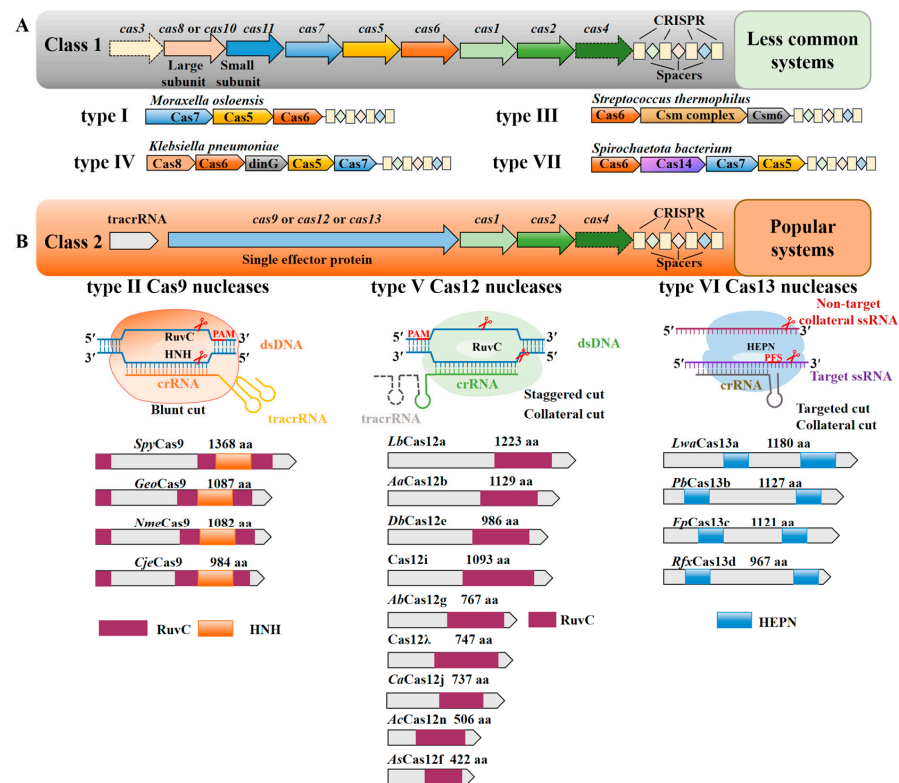 A
Class 1
cas3 cas8 or cas10 cas11 cas7 cas5 cas6 cas1 cas2 cas4
CRISPR
Large subunit
Small subunit
Spacers
Less common systems
type I
Moraxella osloensis
Cas7 Cas5 Cas6
type III
Streptococcus thermophilus
Cas6 Csm complex Csm6
type IV
Klebsiella pneumoniae
Cas8 Cas6 dinG Cas5 Cas7
type VII
Spirochaetota bacterium
Cas6 Cas14 Cas7 Cas5
B
Class 2
tracrRNA
cas9 or cas12 or cas13 cas1 cas2 cas4
CRISPR
Single effector protein
Spacers
Popular systems
type II Cas9 nucleases
5′ RuvC PAM 3′
3′ HNH 5′
dsDNA
crRNA
Blunt cut
tracrRNA
SpyCas9 1368 aa
GeoCas9 1087 aa
NmeCas9 1082 aa
CjeCas9 984 aa
RuvC HNH
type V Cas12 nucleases
5′ PAM 3′
3′ RuvC 5′
dsDNA
crRNA
tracrRNA
Staggered cut
Collateral cut
LbCas12a 1223 aa
AaCas12b 1129 aa
DbCas12e 986 aa
Cas12i 1093 aa
AbCas12g 767 aa
Cas12λ 747 aa
CaCas12j 737 aa
AcCas12n 506 aa
AsCas12f 422 aa
RuvC
type VI Cas13 nucleases
Non-target
collateral ssRNA
5′ 3′
HEPN
PFS
5′ 3′
Target ssRNA
crRNA
Targeted cut
Collateral cut
LwaCas13a 1180 aa
PbCas13b 1127 aa
FpCas13c 1121 aa
RfxCas13d 967 aa
HEPN